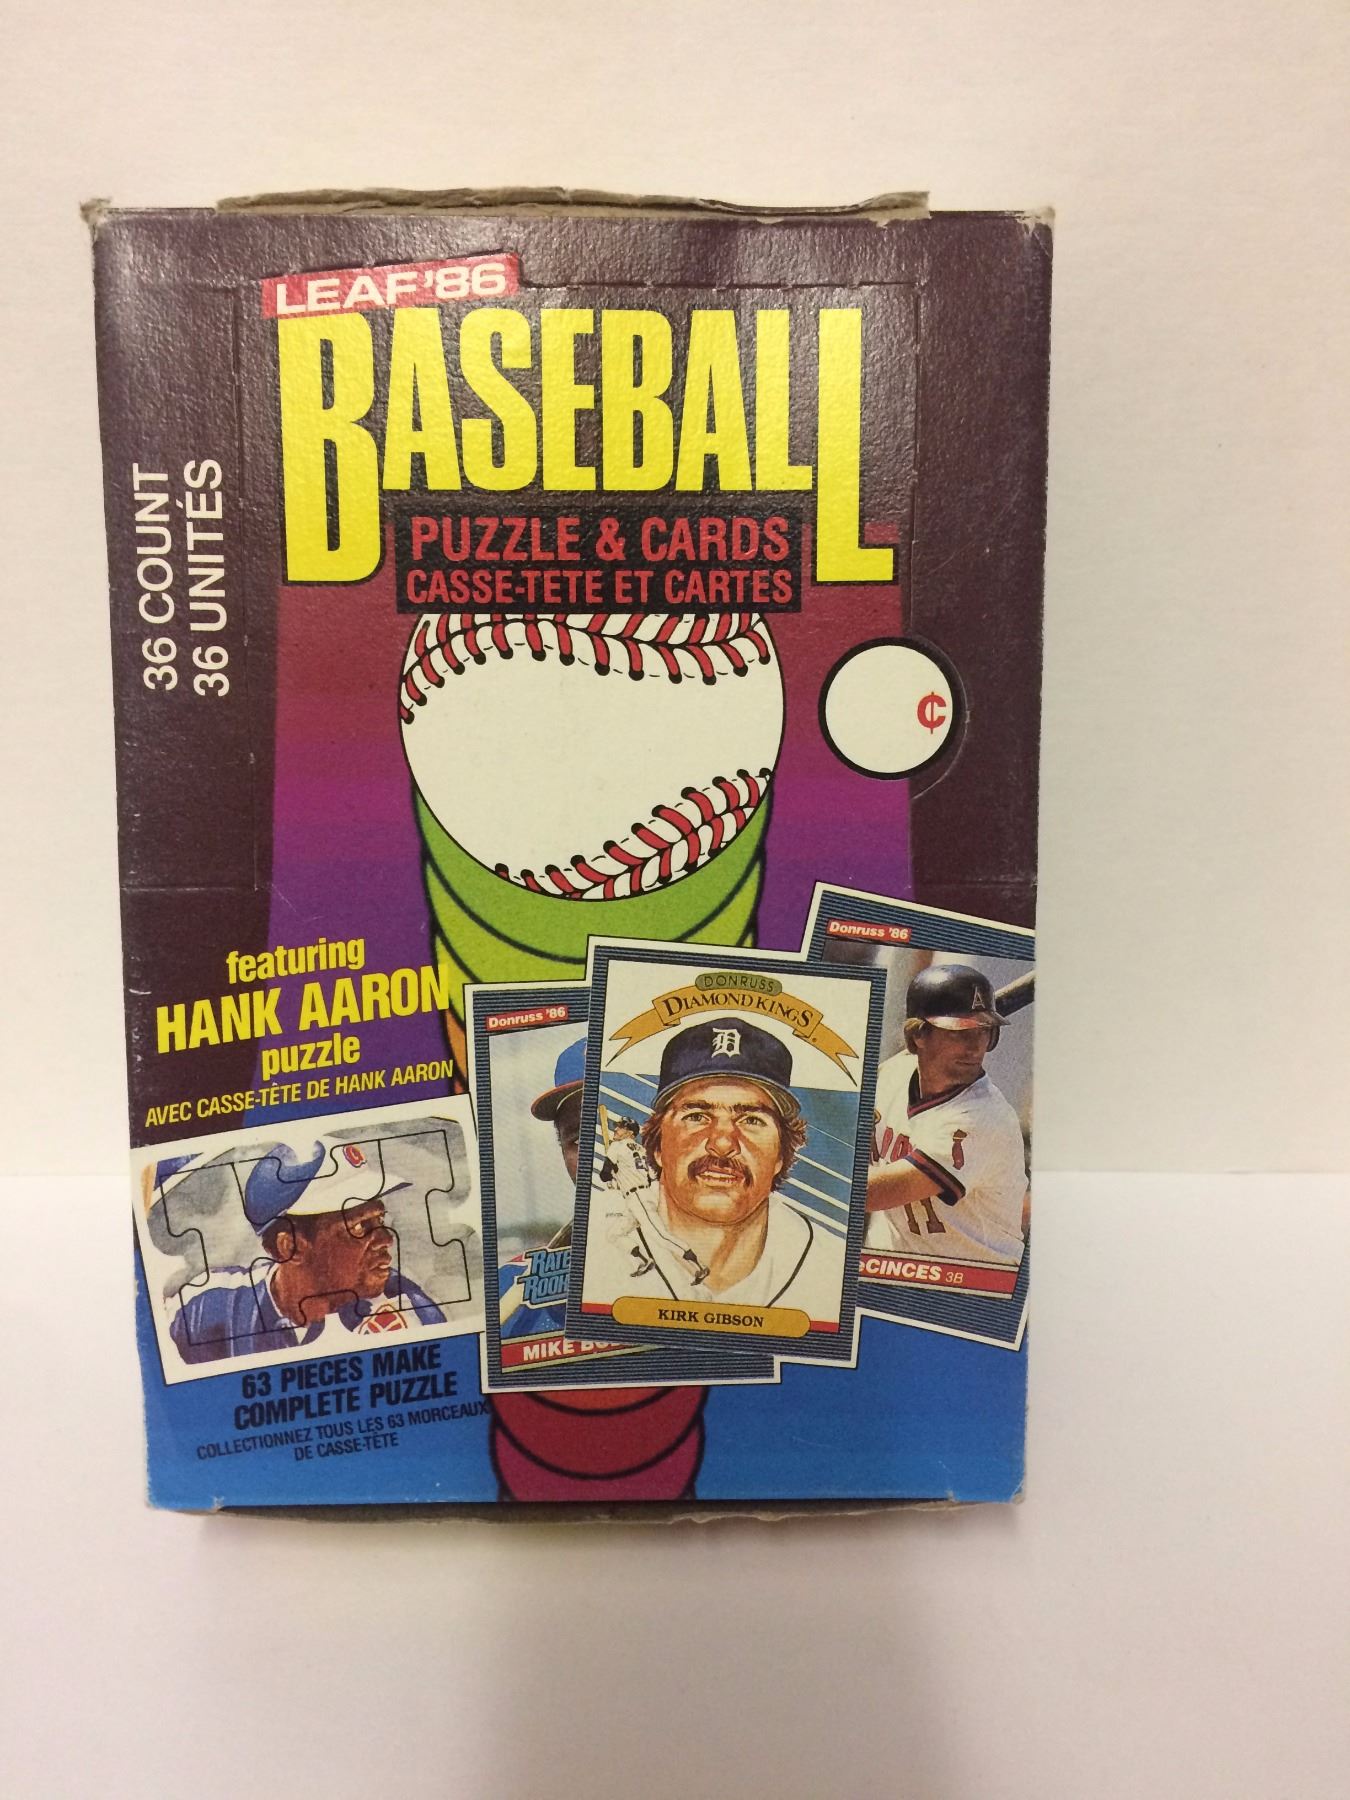 LEAF '86
BASEBALL
PUZZLE & CARDS
CASSE-TETE ET CARTES
36 COUNT
36 UNITÉS
¢
featuring
HANK AARON
puzzle
AVEC CASSE-TÊTE DE HANK AARON
63 PIECES MAKE
COMPLETE PUZZLE
COLLECTIONNEZ TOUS LES 63 MORCEAUX
DE CASSE-TÊTE
Donruss '86
MIKE
DONRUSS
DIAMOND KINGS
KIRK GIBSON
Donruss '86
A
11
CINCES 3B